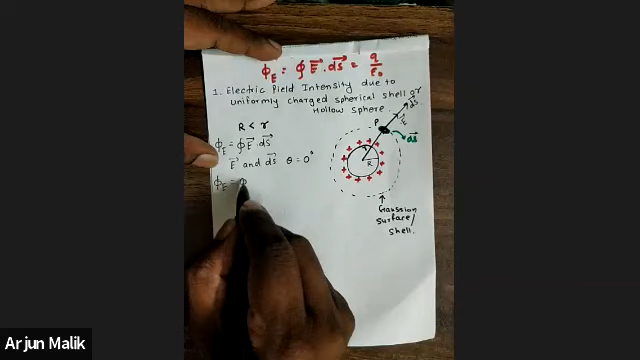 ϕE = ∮ E⃗ . ds⃗ = q/ε0
1. Electric Field Intensity due to
uniformly charged spherical shell or
Hollow Sphere.
R < r
ϕE = ∮ E⃗ . ds⃗
E⃗ and ds⃗ θ = 0°
ϕE =
P
E⃗
ds⃗
ds⃗
r
R
Gaussian
surface/
shell.
Arjun Malik